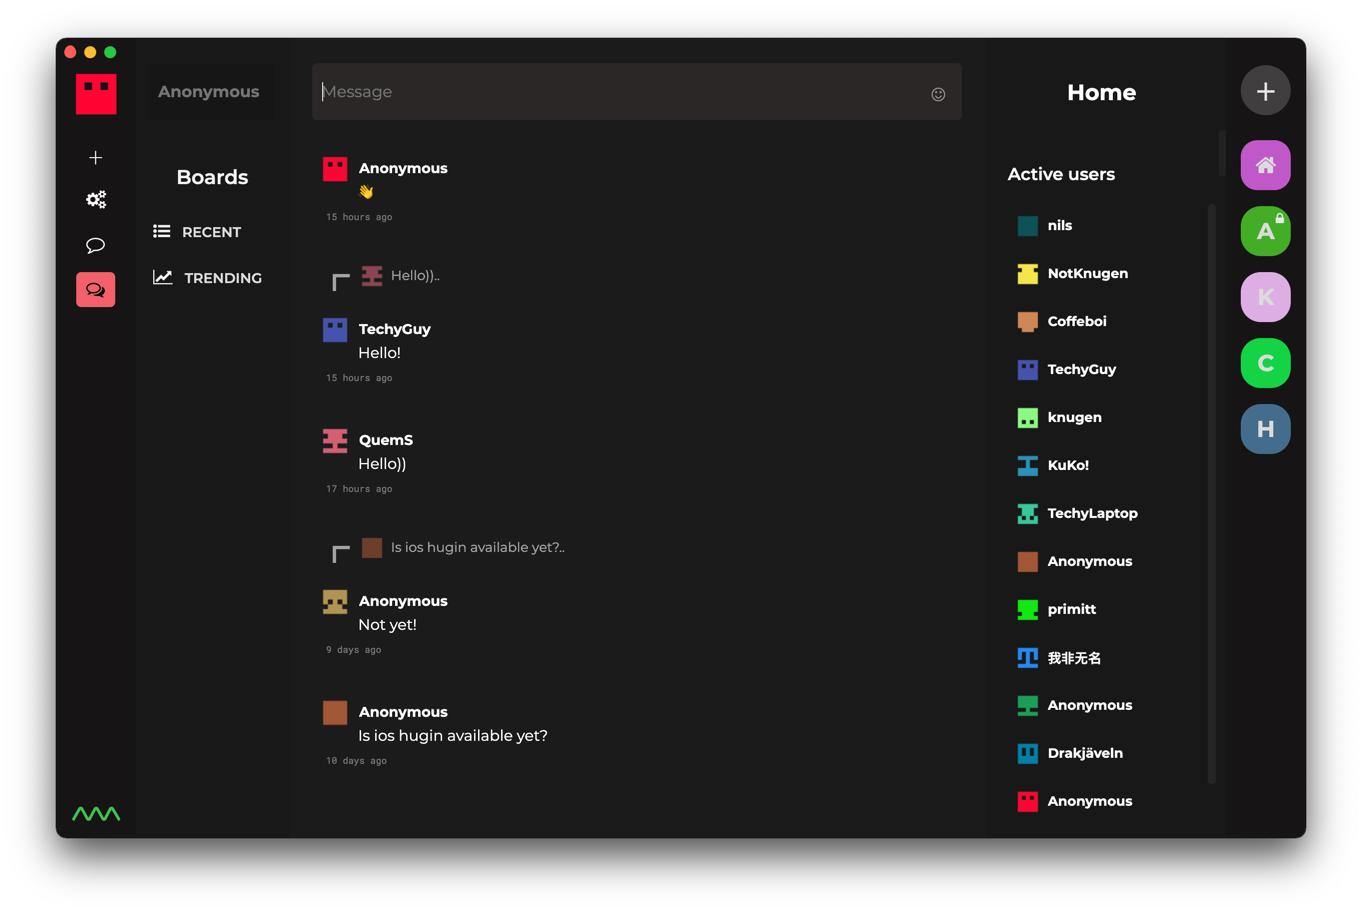 Anonymous
Boards
RECENT
TRENDING
Message
Anonymous
👋
15 hours ago
Hello))..
TechyGuy
Hello!
15 hours ago
QuemS
Hello))
17 hours ago
Is ios hugin available yet?..
Anonymous
Not yet!
9 days ago
Anonymous
Is ios hugin available yet?
10 days ago
Home
Active users
nils
NotKnugen
Coffeboi
TechyGuy
knugen
KuKo!
TechyLaptop
Anonymous
primitt
我非无名
Anonymous
Drakjäveln
Anonymous
A
K
C
H